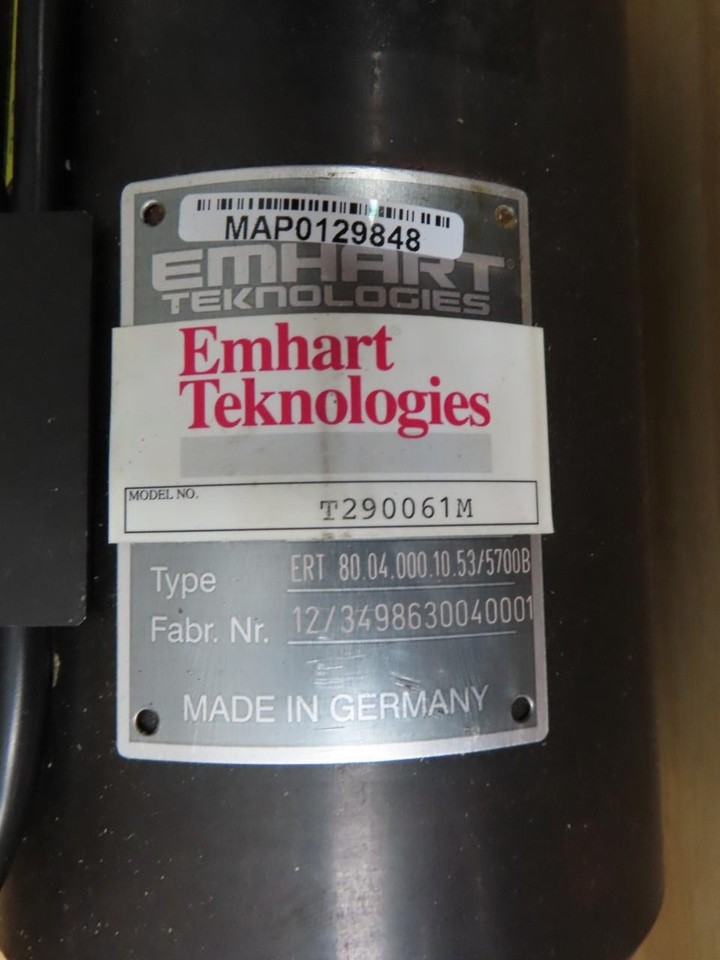 MAP0129848
EMHART®
TEKNOLOGIES
Emhart
Teknologies
MODEL NO. T290061M
Type ERT 80.04.000.10.53/5700B
Fabr. Nr. 12/3498630040001
MADE IN GERMANY